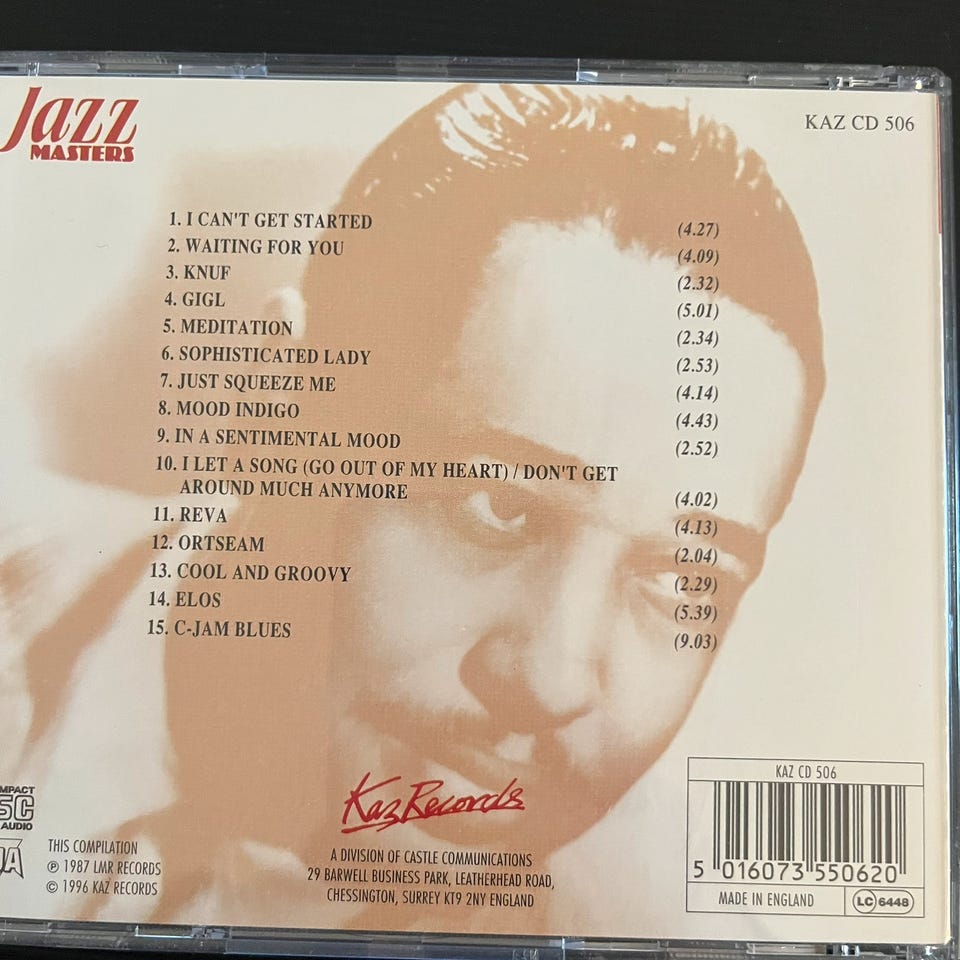 Jazz
MASTERS
KAZ CD 506
1. I CAN'T GET STARTED (4.27)
2. WAITING FOR YOU (4.09)
3. KNUF (2.32)
4. GIGL (5.01)
5. MEDITATION (2.34)
6. SOPHISTICATED LADY (2.53)
7. JUST SQUEEZE ME (4.14)
8. MOOD INDIGO (4.43)
9. IN A SENTIMENTAL MOOD (2.52)
10. I LET A SONG (GO OUT OF MY HEART) / DON'T GET
AROUND MUCH ANYMORE (4.02)
11. REVA (4.13)
12. ORTSEAM (2.04)
13. COOL AND GROOVY (2.29)
14. ELOS (5.39)
15. C-JAM BLUES (9.03)
Kaz Records
A DIVISION OF CASTLE COMMUNICATIONS
29 BARWELL BUSINESS PARK, LEATHERHEAD ROAD,
CHESSINGTON, SURREY KT9 2NY ENGLAND
AUDIO
THIS COMPILATION
℗ 1987 LMR RECORDS
© 1996 KAZ RECORDS
KAZ CD 506
5 016073 550620
MADE IN ENGLAND
LC 6448